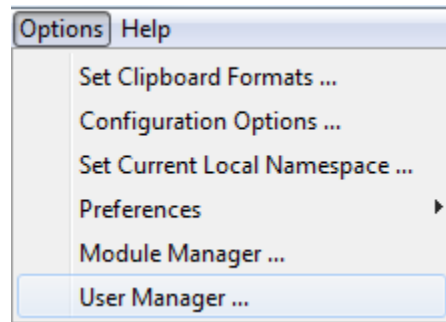 Options Help
Set Clipboard Formats ...
Configuration Options ...
Set Current Local Namespace ...
Preferences
Module Manager ...
User Manager ...